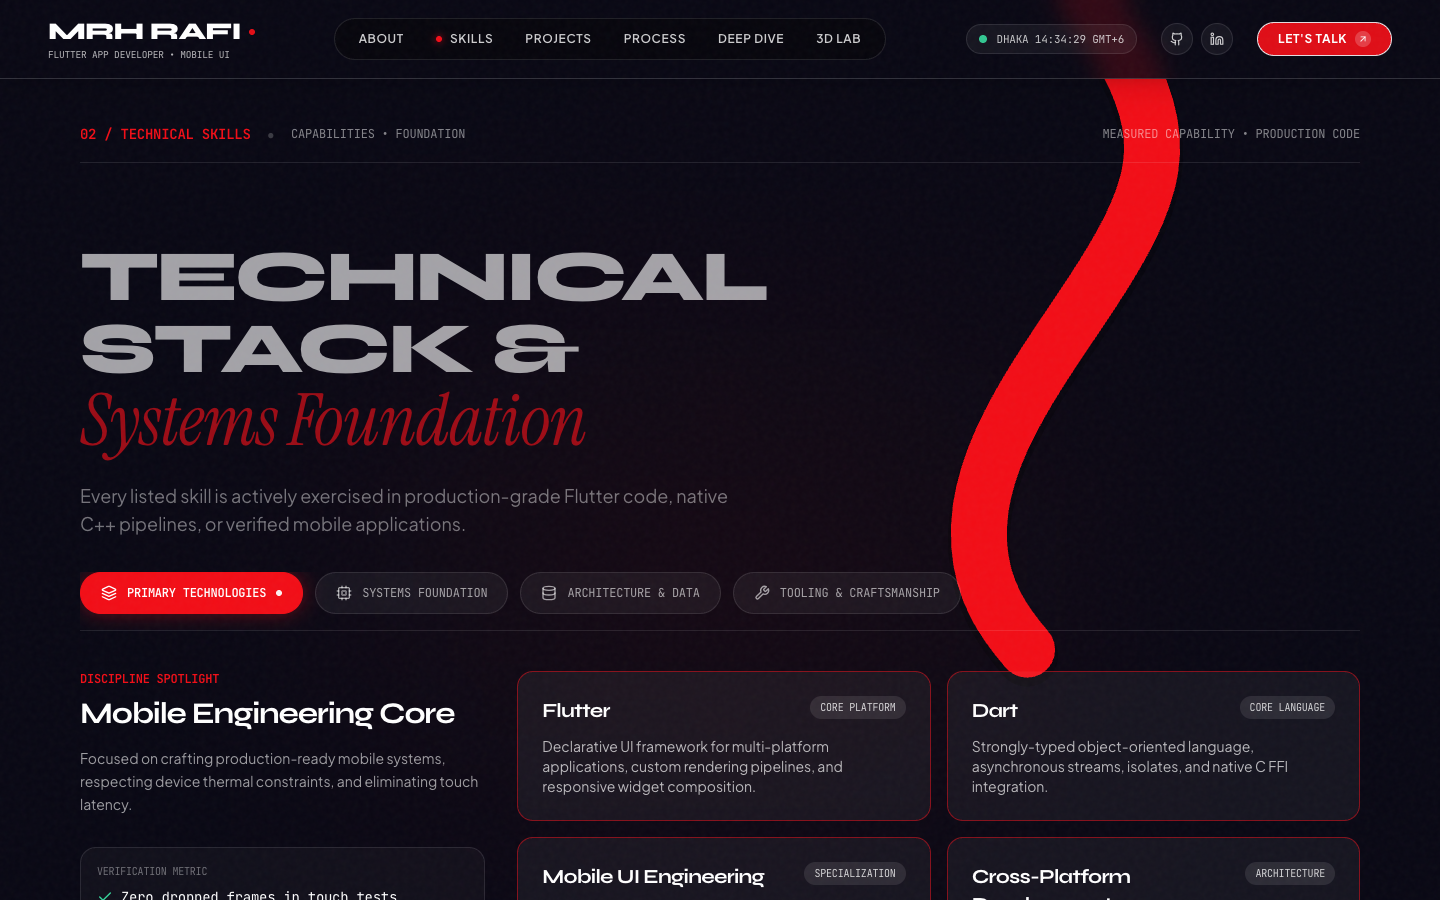 MRH RAFI
FLUTTER APP DEVELOPER • MOBILE UI
ABOUT
SKILLS
PROJECTS
PROCESS
DEEP DIVE
3D LAB
DHAKA 14:34:29 GMT+6
LET'S TALK
02 / TECHNICAL SKILLS
CAPABILITIES • FOUNDATION
MEASURED CAPABILITY • PRODUCTION CODE
TECHNICAL
STACK &
Systems Foundation
Every listed skill is actively exercised in production-grade Flutter code, native
C++ pipelines, or verified mobile applications.
PRIMARY TECHNOLOGIES
SYSTEMS FOUNDATION
ARCHITECTURE & DATA
TOOLING & CRAFTSMANSHIP
DISCIPLINE SPOTLIGHT
Mobile Engineering Core
Focused on crafting production-ready mobile systems,
respecting device thermal constraints, and eliminating touch
latency.
VERIFICATION METRIC
Zero dropped frames in touch tests
Flutter
CORE PLATFORM
Declarative UI framework for multi-platform
applications, custom rendering pipelines, and
responsive widget composition.
Dart
CORE LANGUAGE
Strongly-typed object-oriented language,
asynchronous streams, isolates, and native C FFI
integration.
Mobile UI Engineering
SPECIALIZATION
Cross-Platform
ARCHITECTURE